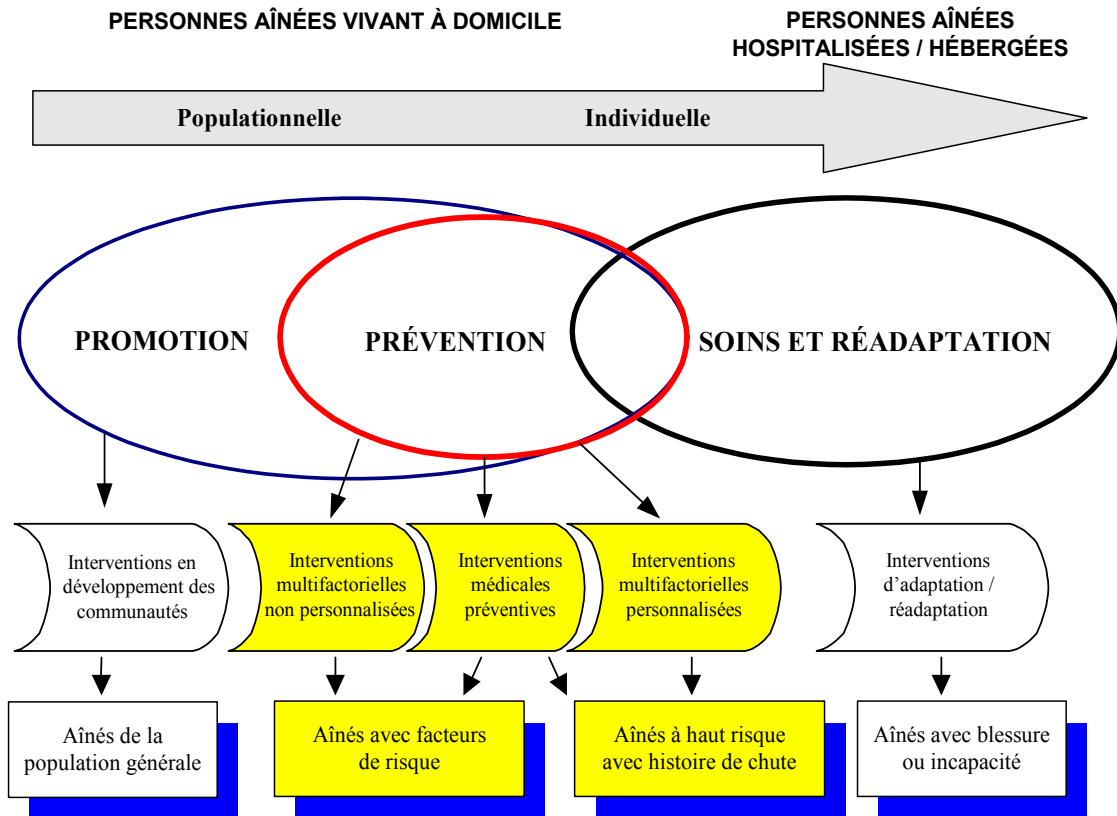 PERSONNES AÎNÉES VIVANT À DOMICILE
PERSONNES AÎNÉES
HOSPITALISÉES / HÉBERGÉES
Populationnelle
Individuelle
PROMOTION
PRÉVENTION
SOINS ET RÉADAPTATION
Interventions en
développement des
communautés
Interventions
multifactorielles
non personnalisées
Interventions
médicales
préventives
Interventions
multifactorielles
personnalisées
Interventions
d’adaptation /
réadaptation
Aînés de la
population générale
Aînés avec facteurs
de risque
Aînés à haut risque
avec histoire de chute
Aînés avec blessure
ou incapacité